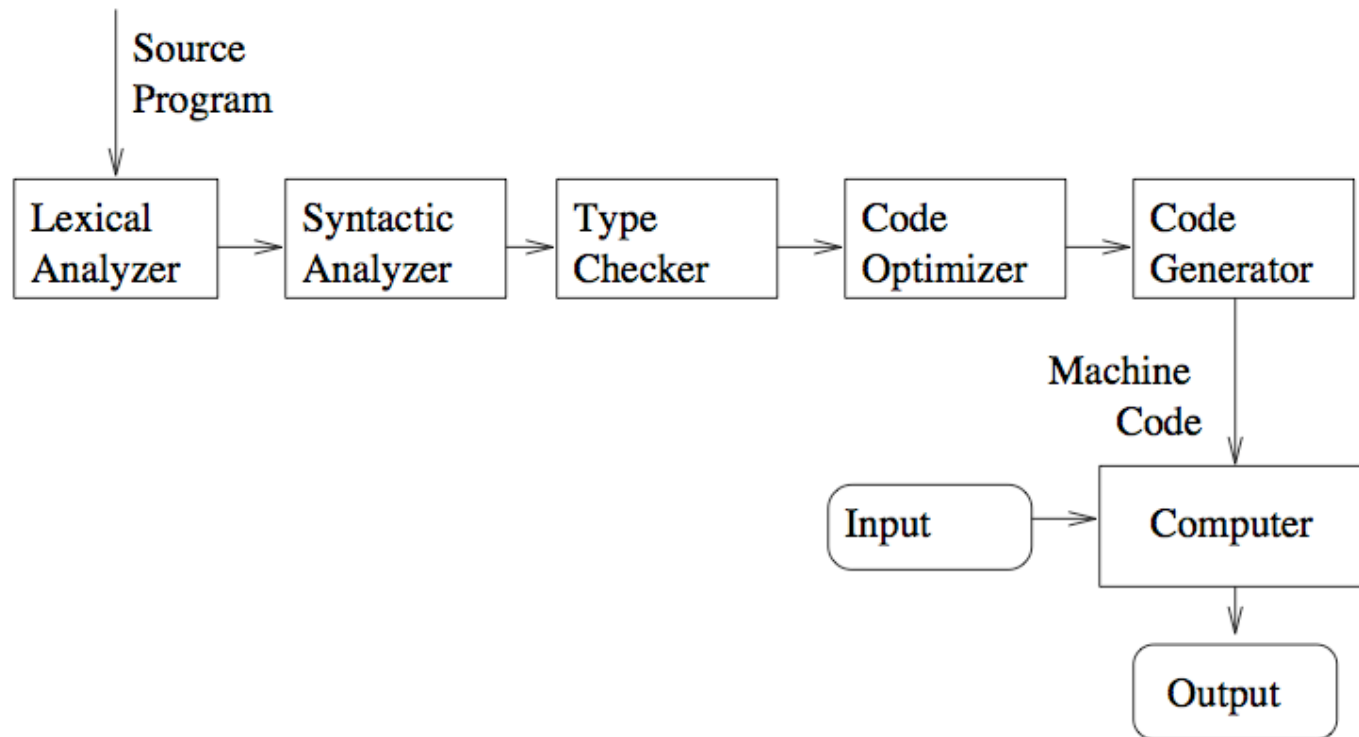 Source
Program
Lexical
Analyzer
Syntactic
Analyzer
Type
Checker
Code
Optimizer
Code
Generator
Machine
Code
Input
Computer
Output